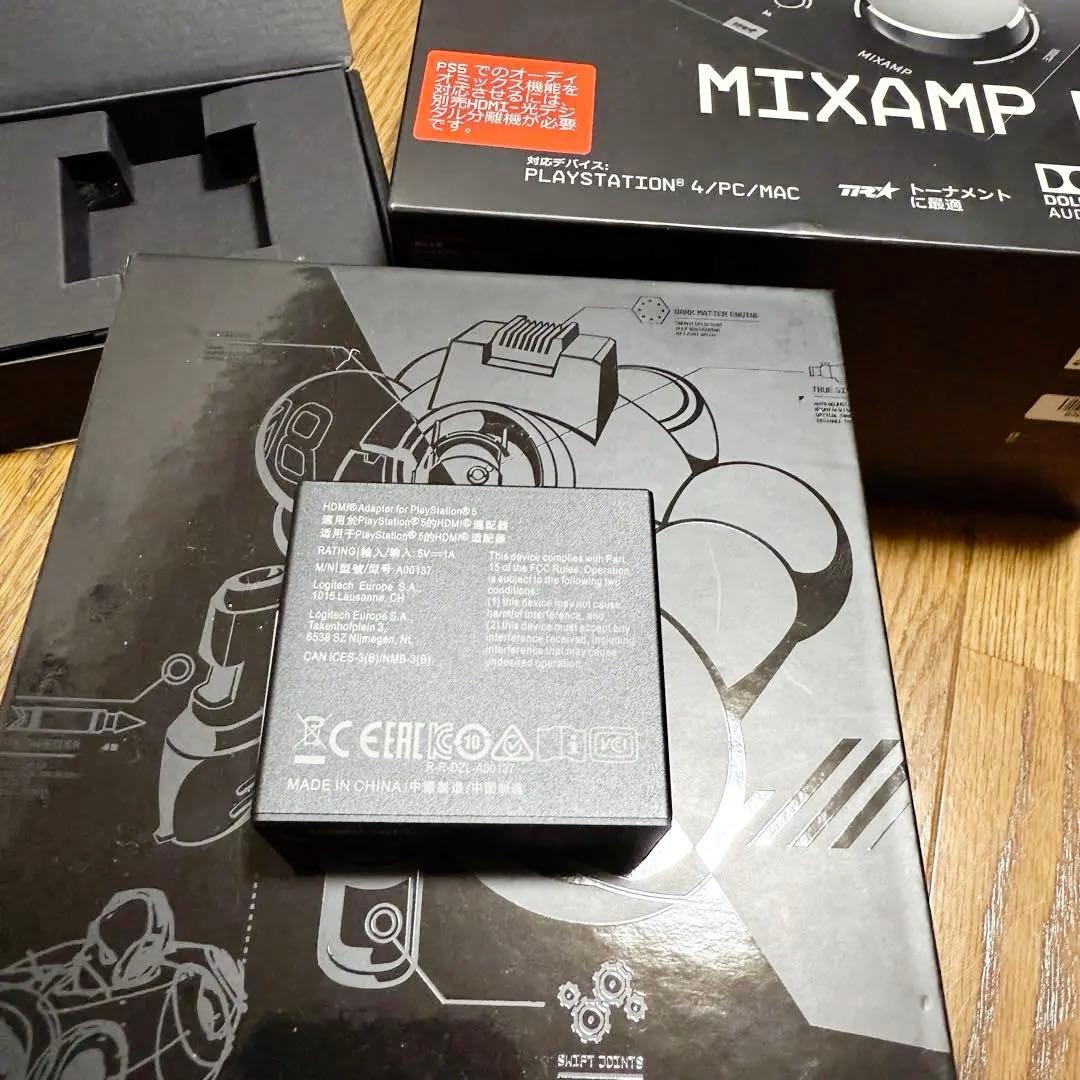 PS5 でのオーディ
オミックス機能を
対応させるには、
別売HDMI-光デジ
タル分離機が必要
です。
MIXAMP
MIXAMP
対応デバイス:
PLAYSTATION® 4/PC/MAC
TR
トーナメント
に最適
DARK MATTER ENGINE
HDMI® Adapter for PlayStation® 5
適用於PlayStation® 5的HDMI® 適配器
适用于PlayStation® 5的HDMI® 适配器
RATING|輸入/输入: 5V⎓1A
M/N|型號/型号: A00137
Logitech Europe S.A.,
1015 Lausanne, CH
Logitech Europe S.A.,
Takenhofplein 3,
6538 SZ Nijmegen, NL
CAN ICES-3(B)/NMB-3(B)
This device complies with Part
15 of the FCC Rules. Operation
is subject to the following two
conditions:
(1) this device may not cause
harmful interference, and
(2) this device must accept any
interference received, including
interference that may cause
undesired operation.
CE EAC 10 VCI
R-R-DZL-A00137
MADE IN CHINA|中國製造/中国制造
SWIFT JOINTS